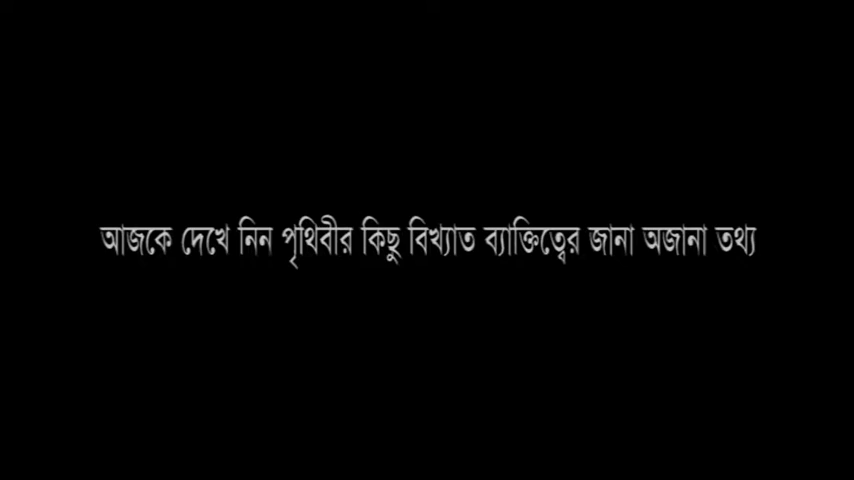 আজকে দেখে নিন পৃথিবীর কিছু বিখ্যাত ব্যাক্তিত্বের জানা অজানা তথ্য